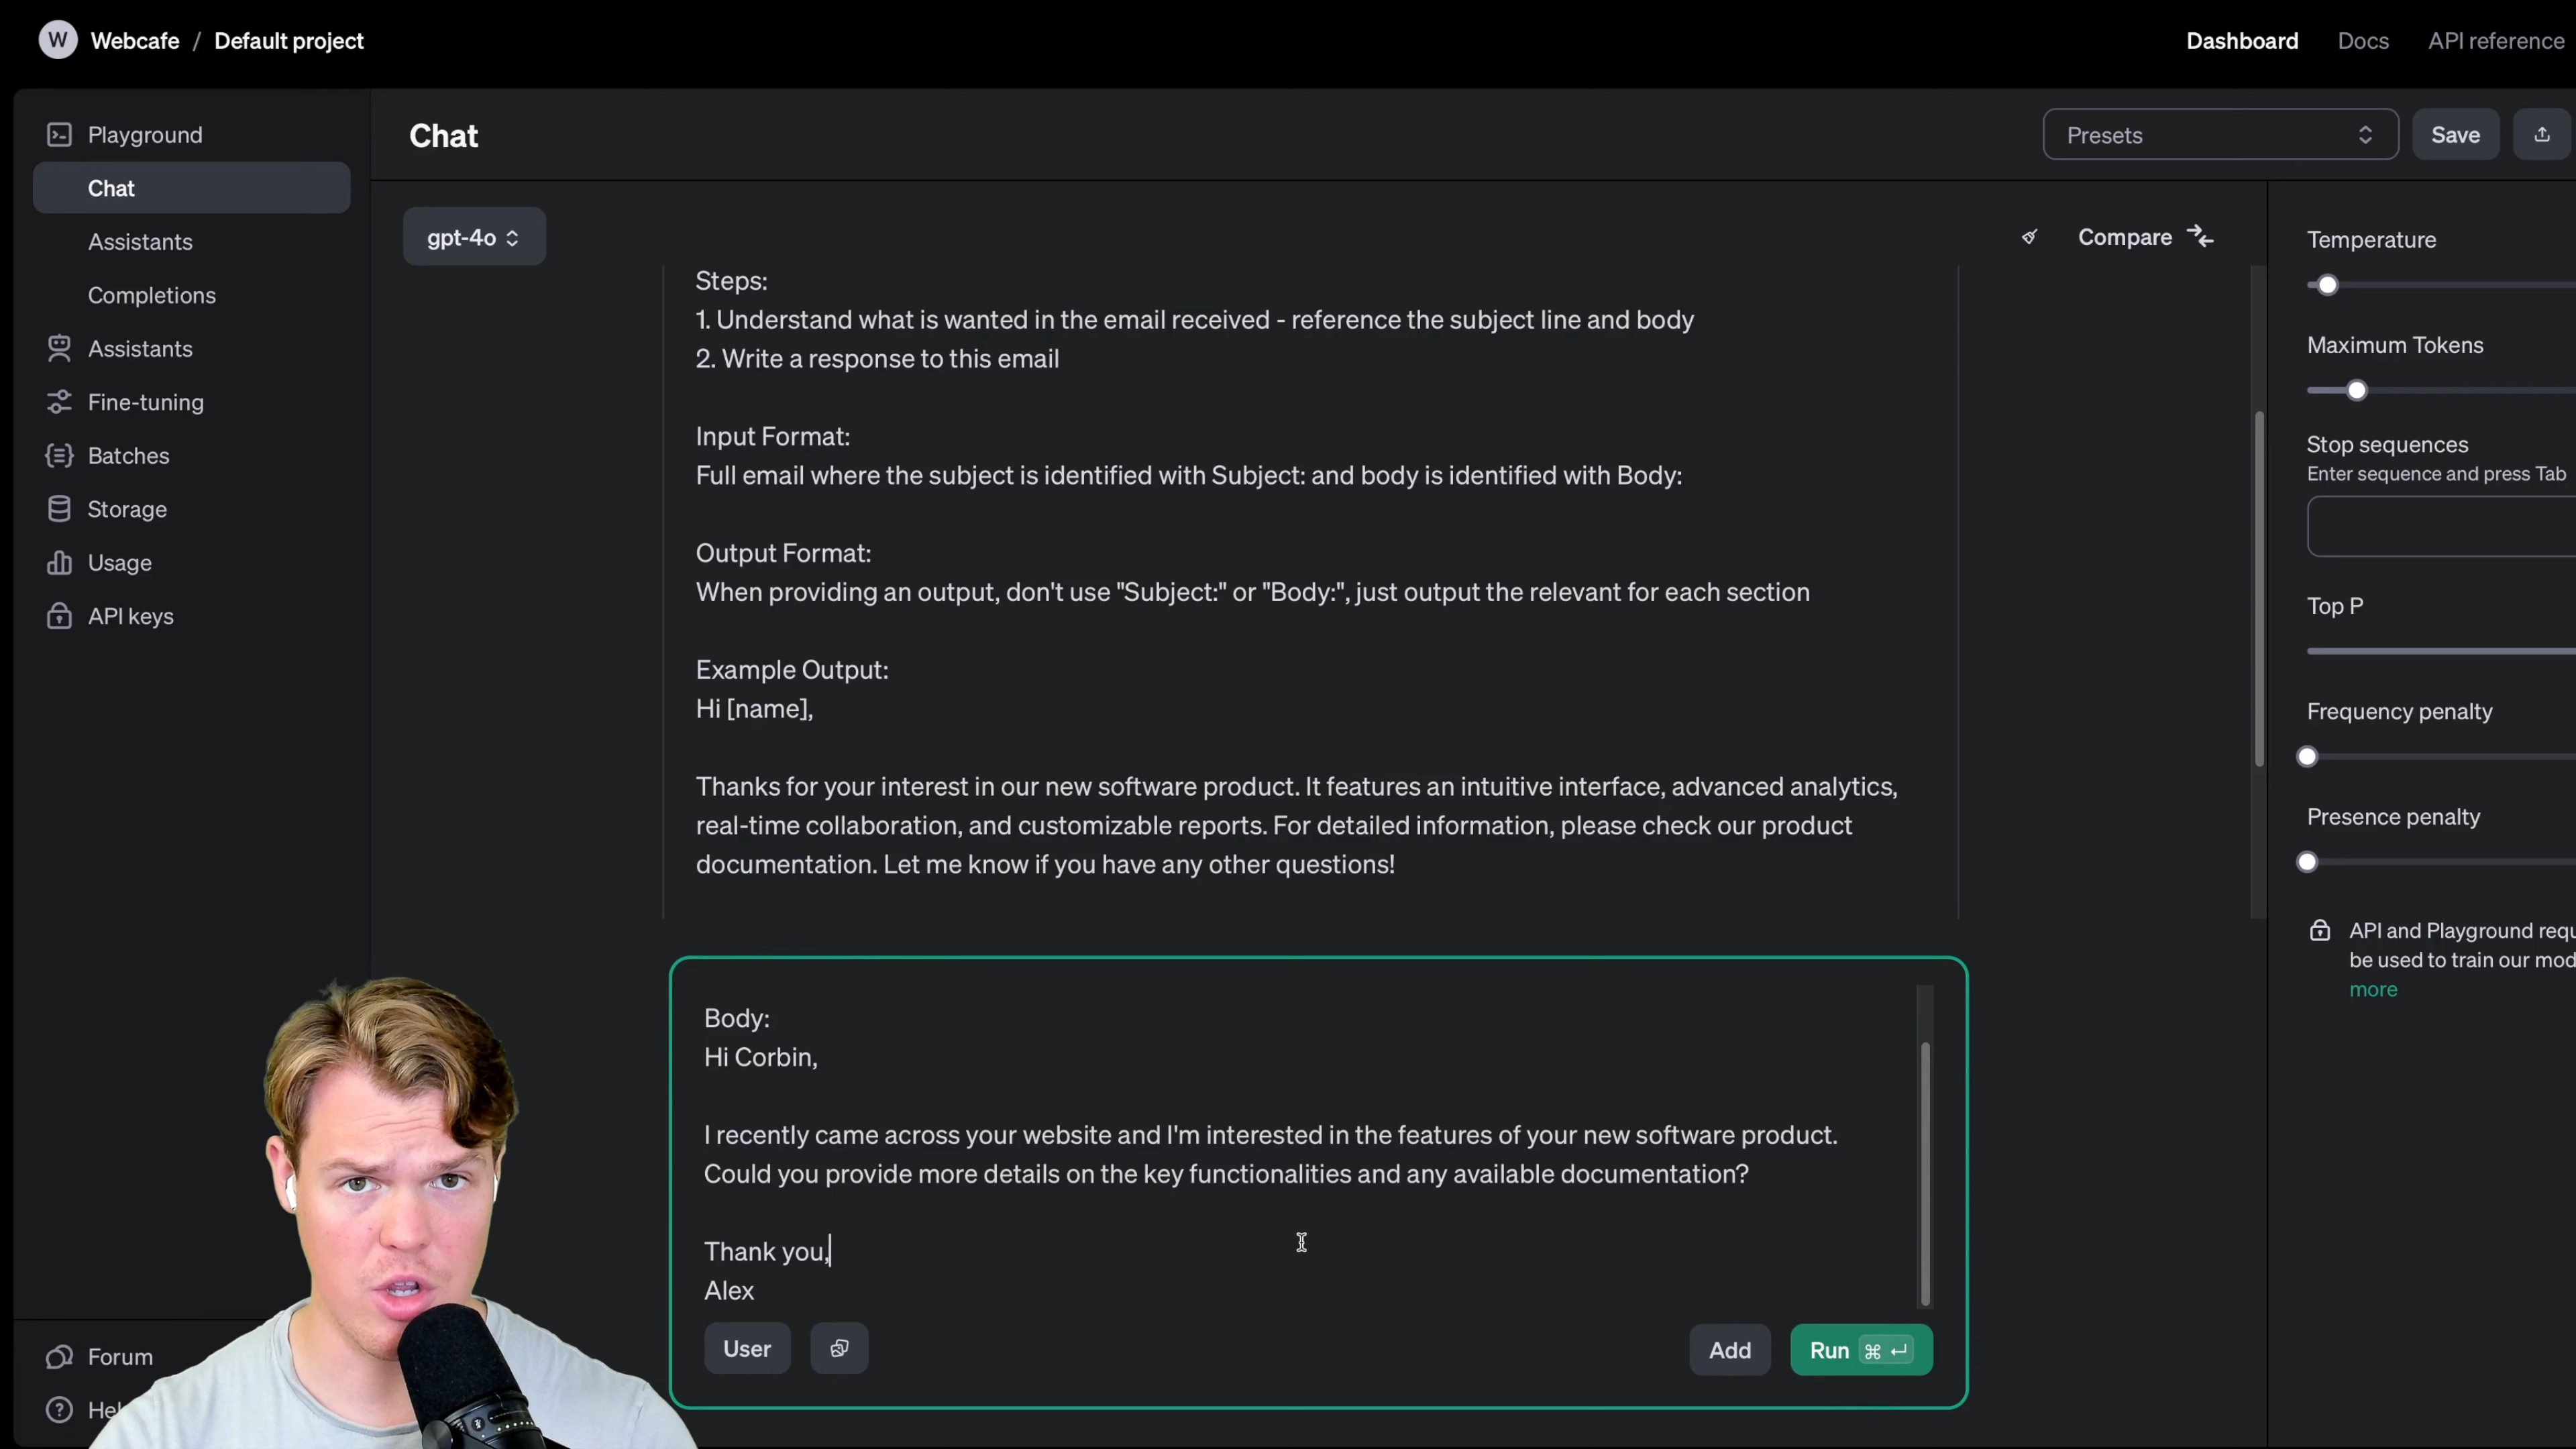 W Webcafe / Default project
Dashboard Docs API reference
Playground
Chat
Assistants
Completions
Assistants
Fine-tuning
Batches
Storage
Usage
API keys
Forum
Chat
Presets
Save
gpt-4o
Compare
Steps:
1. Understand what is wanted in the email received - reference the subject line and body
2. Write a response to this email
Input Format:
Full email where the subject is identified with Subject: and body is identified with Body:
Output Format:
When providing an output, don't use "Subject:" or "Body:", just output the relevant for each section
Example Output:
Hi [name],
Thanks for your interest in our new software product. It features an intuitive interface, advanced analytics,
real-time collaboration, and customizable reports. For detailed information, please check our product
documentation. Let me know if you have any other questions!
Body:
Hi Corbin,
I recently came across your website and I'm interested in the features of your new software product.
Could you provide more details on the key functionalities and any available documentation?
Thank you,
Alex
User
Add
Run ⌘ ↵
Temperature
Maximum Tokens
Stop sequences
Enter sequence and press Tab
Top P
Frequency penalty
Presence penalty
API and Playground
be used to train our
more